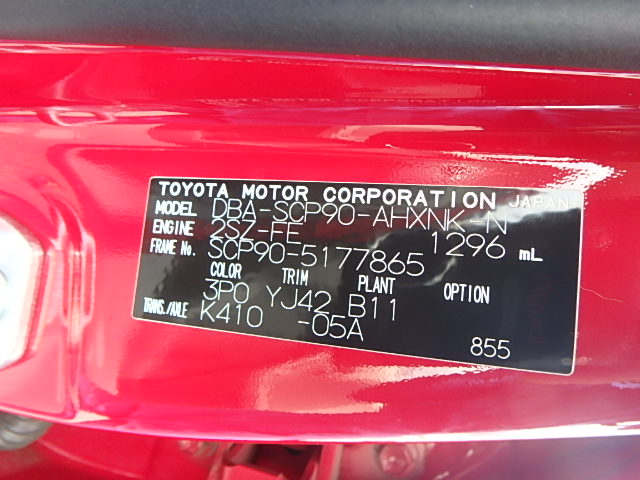 TOYOTA MOTOR CORPORATION JAPAN
MODEL DBA-SCP90-AHXNK-N
ENGINE 2SZ-FE 1296 mL
FRAME No. SCP90-5177865
COLOR TRIM PLANT OPTION
3P0 YJ42 B11
TRANS./AXLE K410 -05A
855